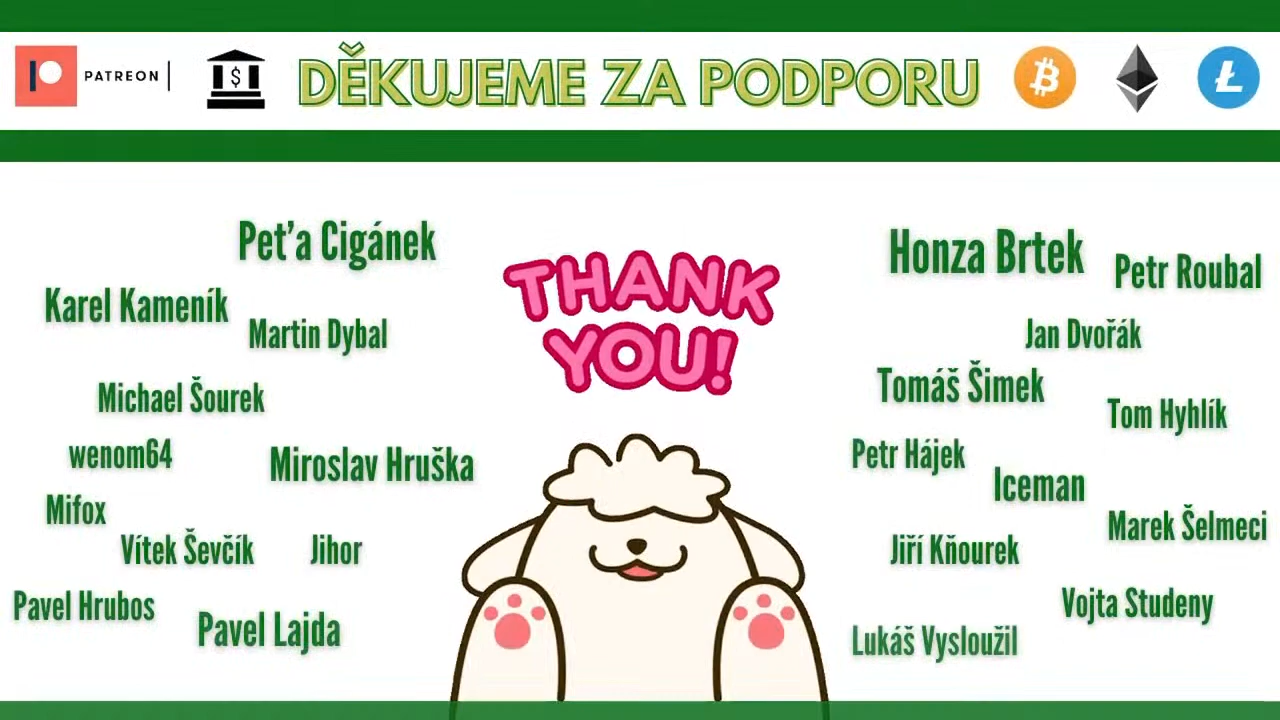 PATREON
$
DĚKUJEME ZA PODPORU
Peťa Cigánek
Karel Kameník
Martin Dybal
Michael Šourek
wenom64
Miroslav Hruška
Mifox
Vítek Ševčík
Jihor
Pavel Hrubos
Pavel Lajda
THANK
YOU!
Honza Brtek
Petr Roubal
Jan Dvořák
Tomáš Šimek
Tom Hyhlík
Petr Hájek
Iceman
Marek Šelmeci
Jiří Kňourek
Vojta Studeny
Lukáš Vysloužil